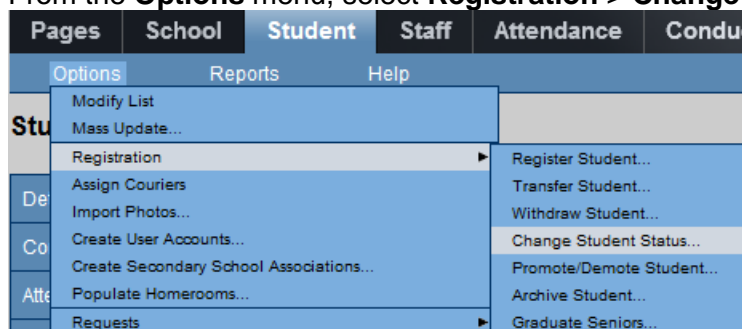 From the Options menu, select Registration > Change
Pages School Student Staff Attendance
Options Reports Help
Modify List
Mass Update...
Registration
Assign Couriers
Import Photos...
Create User Accounts...
Create Secondary School Associations...
Populate Homerooms...
Requests
Register Student...
Transfer Student...
Withdraw Student...
Change Student Status...
Promote/Demote Student...
Archive Student...
Graduate Seniors...